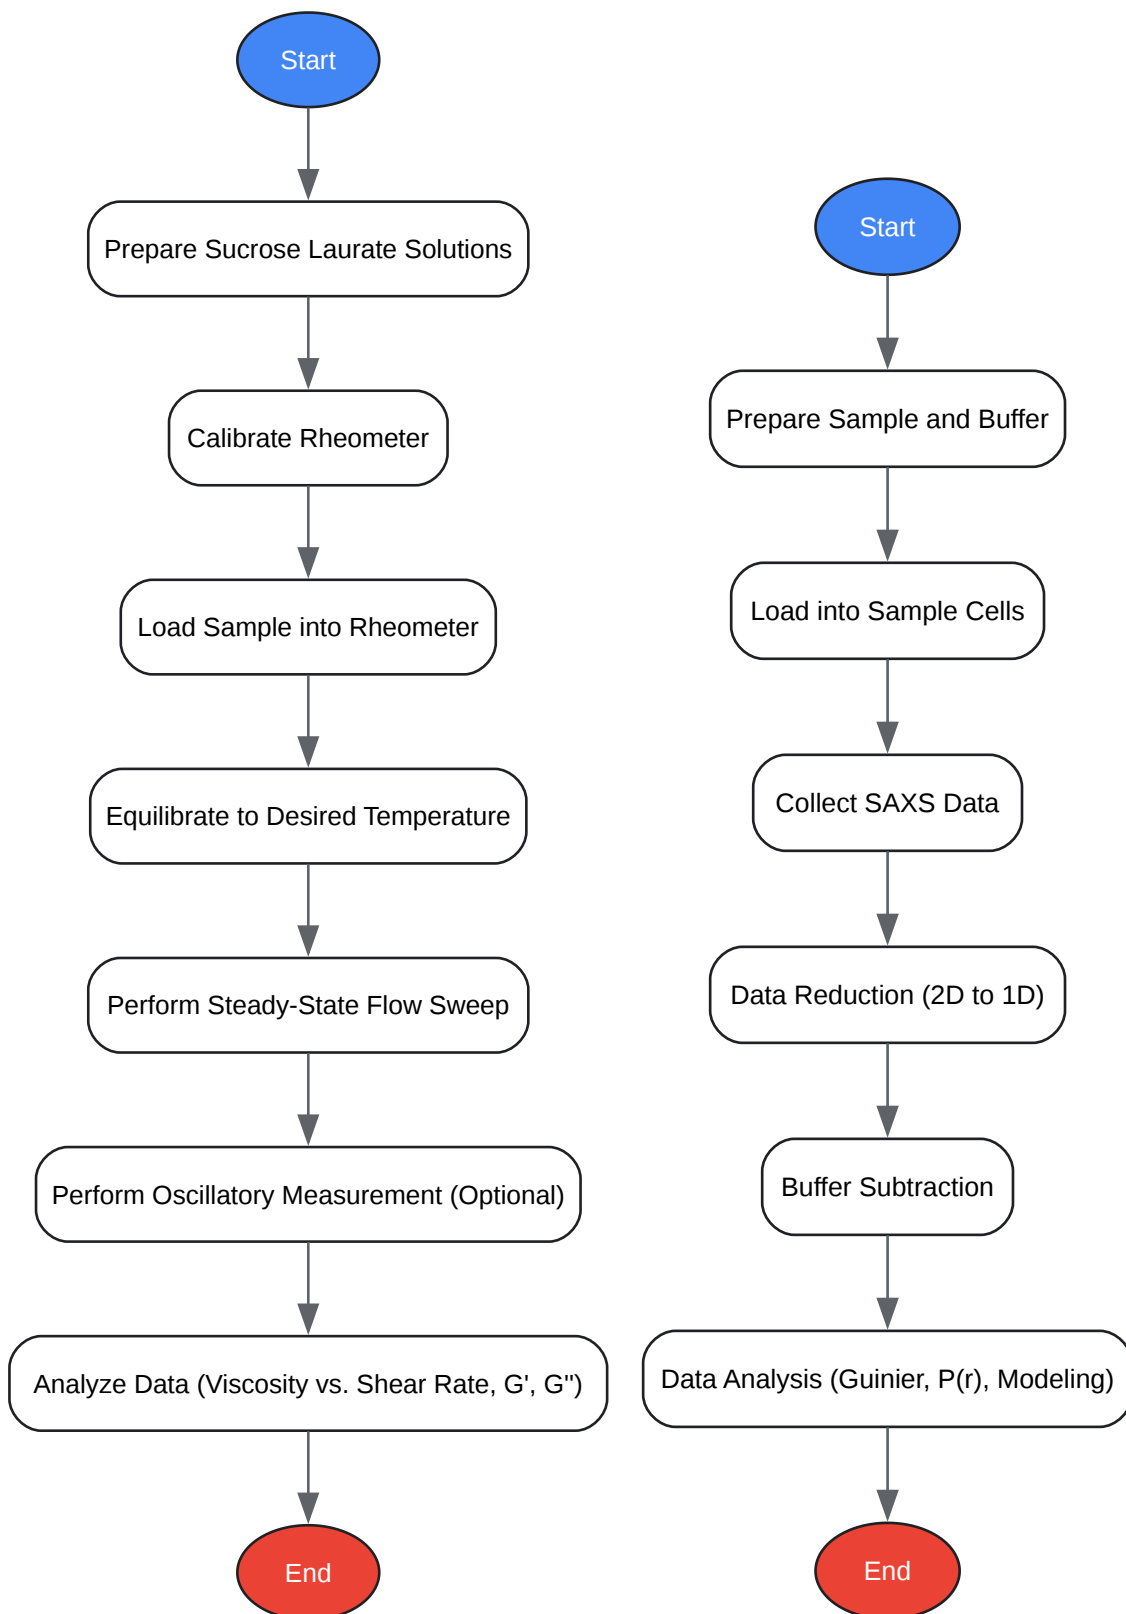 Start
Prepare Sucrose Laurate Solutions
Calibrate Rheometer
Load Sample into Rheometer
Equilibrate to Desired Temperature
Perform Steady-State Flow Sweep
Perform Oscillatory Measurement (Optional)
Analyze Data (Viscosity vs. Shear Rate, G', G'')
End
Start
Prepare Sample and Buffer
Load into Sample Cells
Collect SAXS Data
Data Reduction (2D to 1D)
Buffer Subtraction
Data Analysis (Guinier, P(r), Modeling)
End